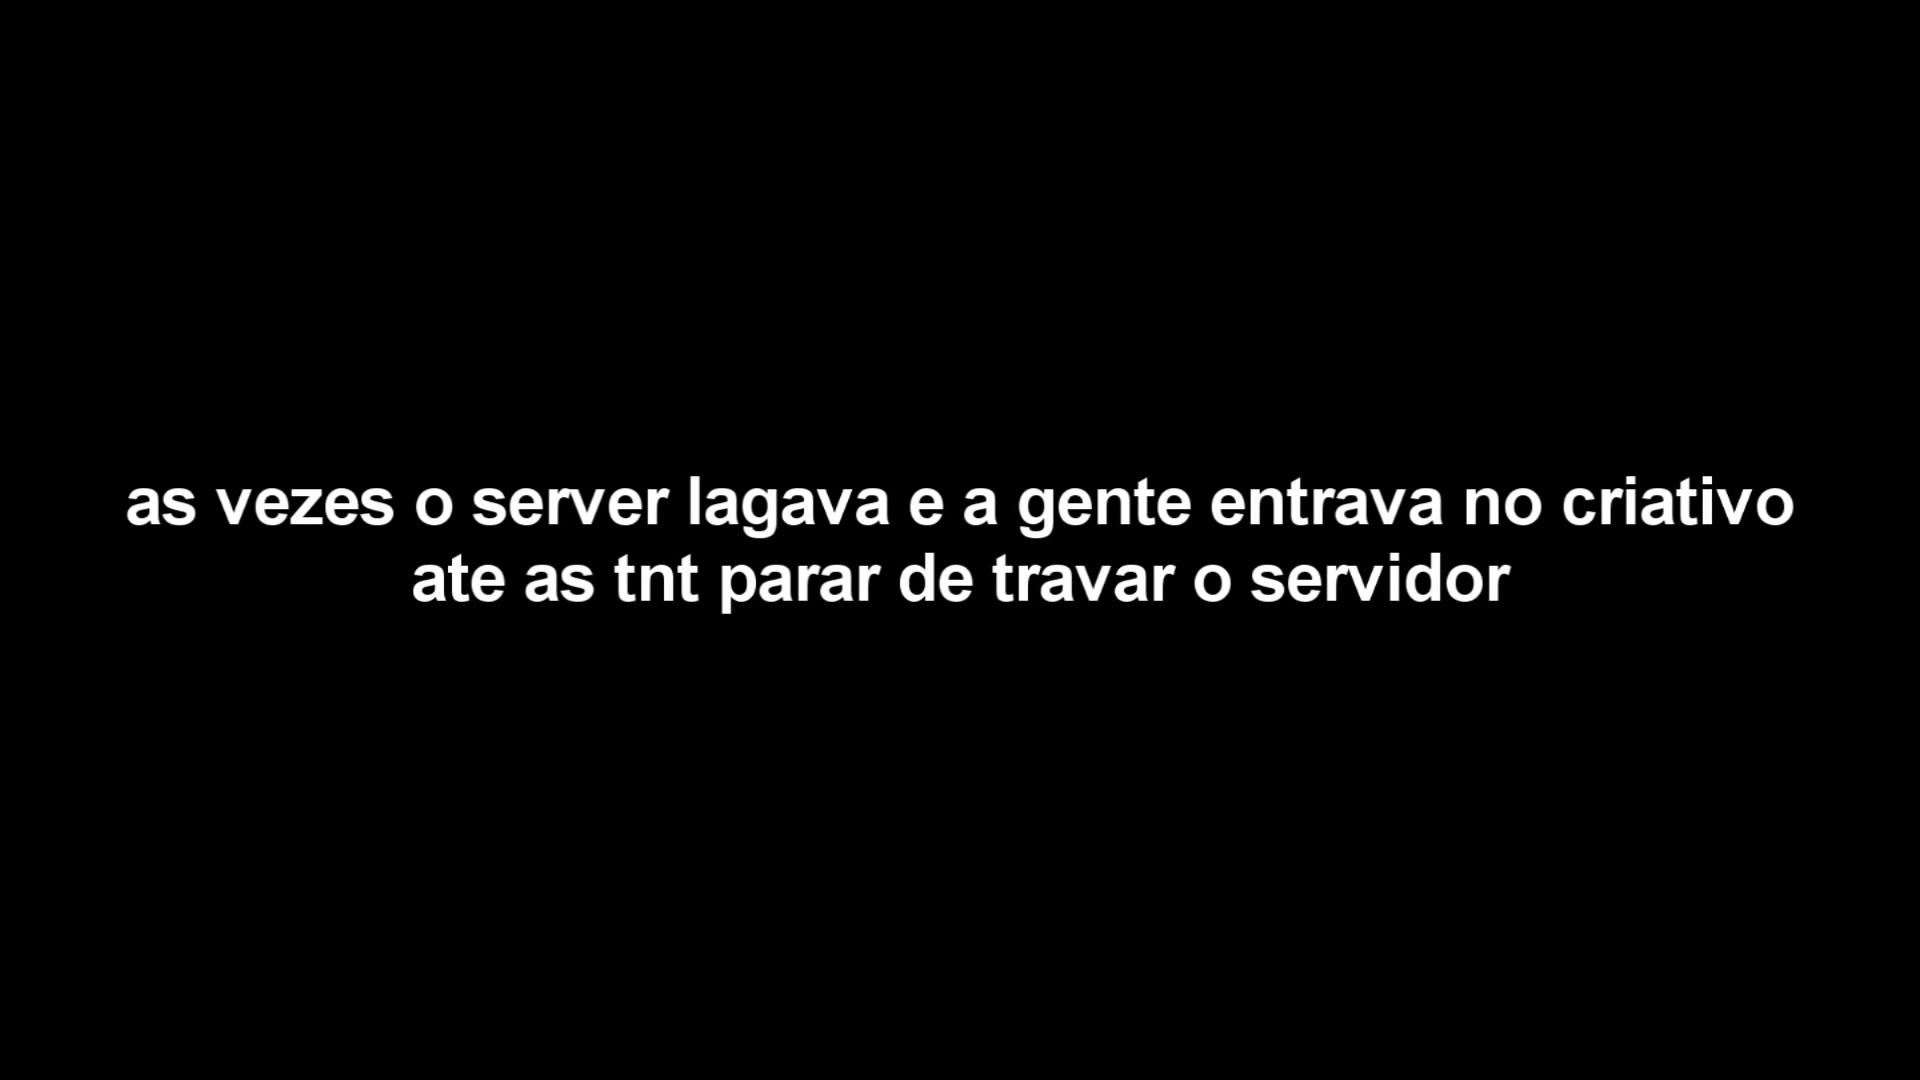 as vezes o server lagava e a gente entrava no criativo
ate as tnt parar de travar o servidor